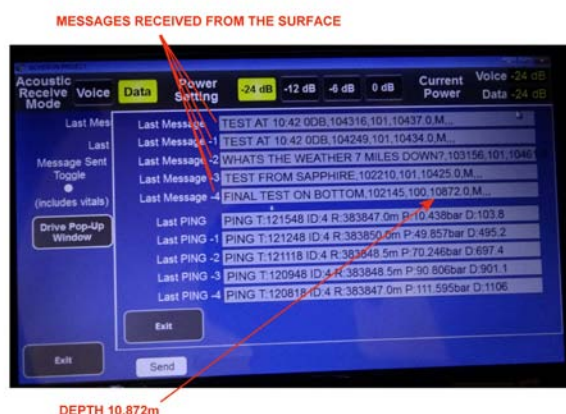 MESSAGES RECEIVED FROM THE SURFACE
Acoustic Receive Mode Voice Data Power Setting -24 dB -12 dB -6 dB 0 dB Current Power Voice -24 dB Data -24 dB
Last Mes
Last
Message Sent
Toggle
(includes vitals)
Drive Pop-Up
Window
Exit
Last Message TEST AT 10:42 0DB,104316,101,10437.0,M,,,
Last Message -1 TEST AT 10:42 0DB,104249,101,10434.0,M,,,
Last Message -2 WHATS THE WEATHER 7 MILES DOWN?,103156,101,1046
Last Message -3 TEST FROM SAPPHIRE,102210,101,10425.0,M,,,
Last Message -4 FINAL TEST ON BOTTOM,102145,100,10872.0,M,,,
Last PING PING T:121548 ID:4 R:383847.0m P:10.438bar D:103.8
Last PING -1 PING T:121248 ID:4 R:383850.0m P:49.857bar D:495.2
Last PING -2 PING T:121118 ID:4 R:383848.5m P:70.246bar D:697.4
Last PING -3 PING T:120948 ID:4 R:383848.5m P:90.806bar D:901.1
Last PING -4 PING T:120818 ID:4 R:383847.0m P:111.595bar D:1106
Exit
Send
DEPTH 10,872m